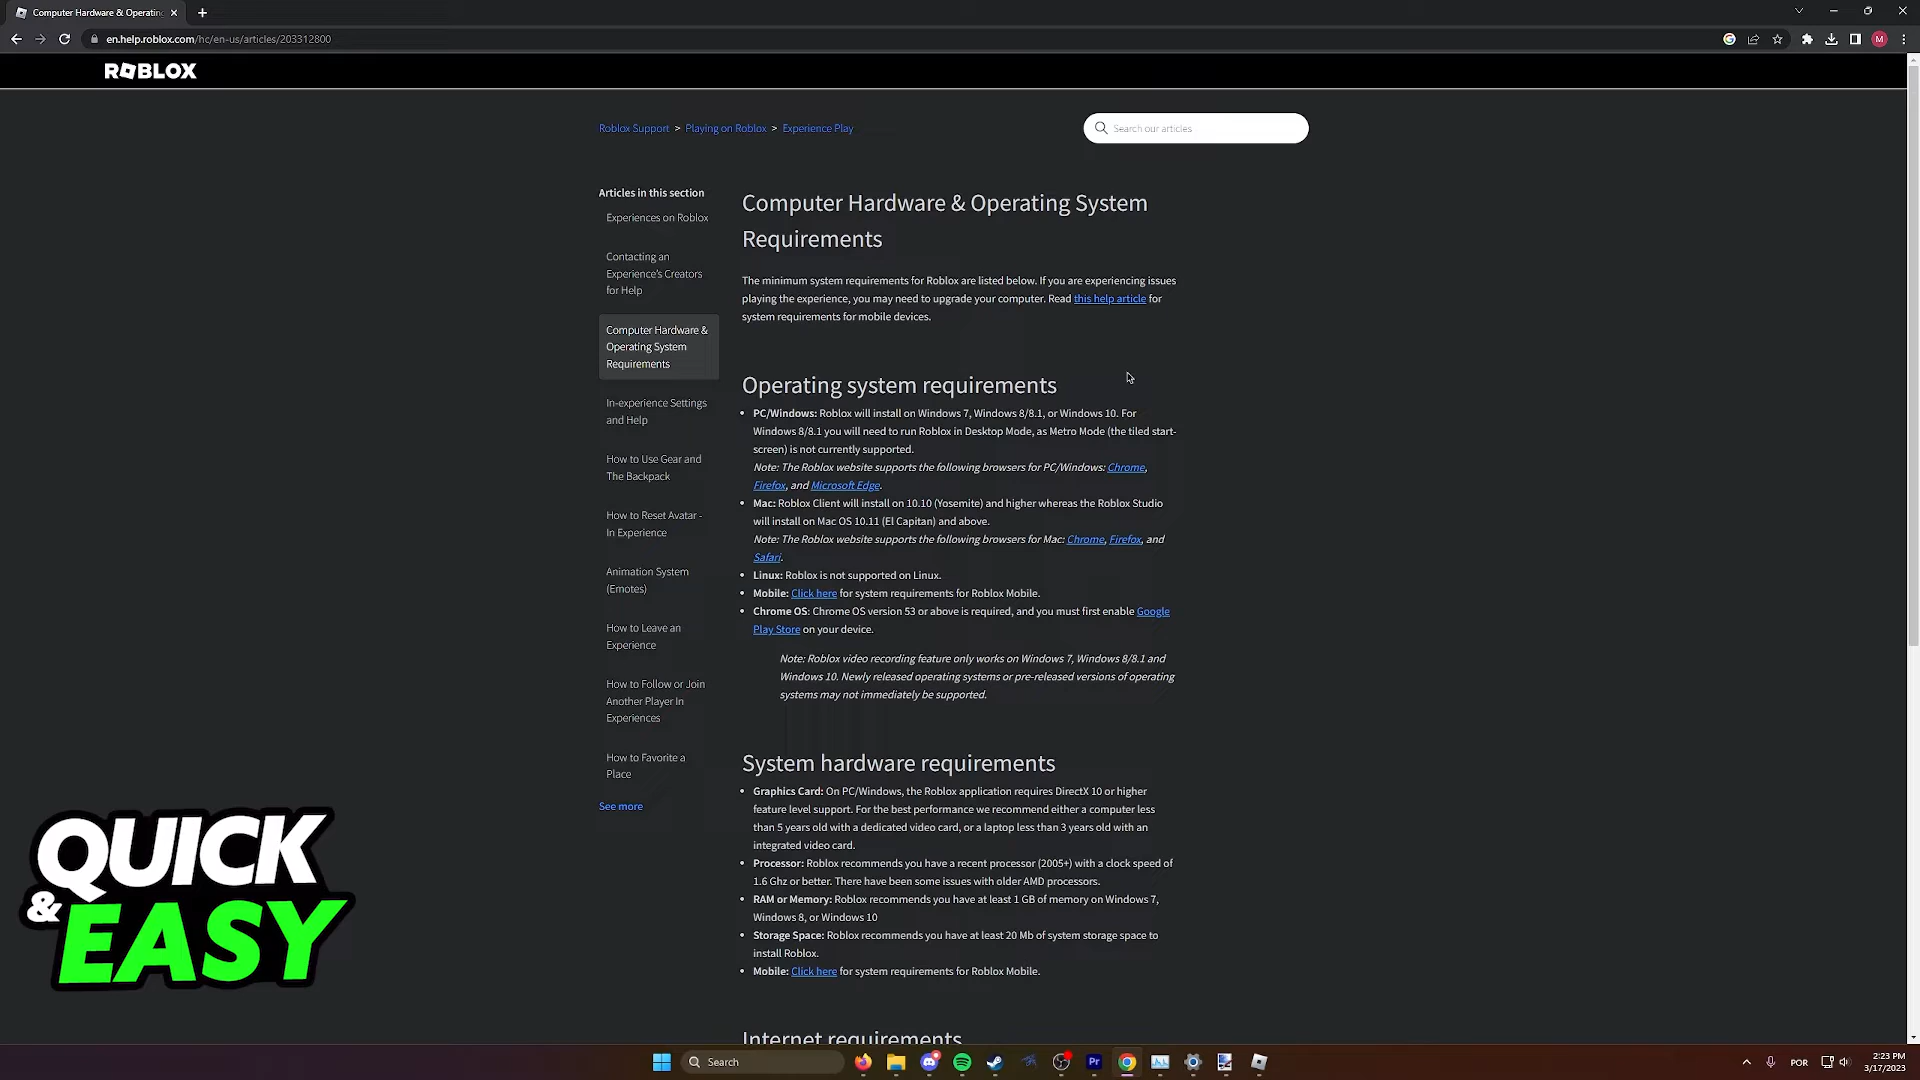 Computer Hardware & Operatin
en.help.roblox.com/hc/en-us/articles/203312800
M
ROBLOX
Roblox Support > Playing on Roblox > Experience Play
Search our articles
Articles in this section
Experiences on Roblox
Contacting an
Experience's Creators
for Help
Computer Hardware &
Operating System
Requirements
In-experience Settings
and Help
How to Use Gear and
The Backpack
How to Reset Avatar -
In Experience
Animation System
(Emotes)
How to Leave an
Experience
How to Follow or Join
Another Player In
Experiences
How to Favorite a
Place
See more
Computer Hardware & Operating System
Requirements
The minimum system requirements for Roblox are listed below. If you are experiencing issues
playing the experience, you may need to upgrade your computer. Read this help article for
system requirements for mobile devices.
Operating system requirements
• PC/Windows: Roblox will install on Windows 7, Windows 8/8.1, or Windows 10. For
Windows 8/8.1 you will need to run Roblox in Desktop Mode, as Metro Mode (the tiled start-
screen) is not currently supported.
Note: The Roblox website supports the following browsers for PC/Windows: Chrome,
Firefox, and Microsoft Edge.
• Mac: Roblox Client will install on 10.10 (Yosemite) and higher whereas the Roblox Studio
will install on Mac OS 10.11 (El Capitan) and above.
Note: The Roblox website supports the following browsers for Mac: Chrome, Firefox, and
Safari.
• Linux: Roblox is not supported on Linux.
• Mobile: Click here for system requirements for Roblox Mobile.
• Chrome OS: Chrome OS version 53 or above is required, and you must first enable Google
Play Store on your device.
Note: Roblox video recording feature only works on Windows 7, Windows 8/8.1 and
Windows 10. Newly released operating systems or pre-released versions of operating
systems may not immediately be supported.
System hardware requirements
• Graphics Card: On PC/Windows, the Roblox application requires DirectX 10 or higher
feature level support. For the best performance we recommend either a computer less
than 5 years old with a dedicated video card, or a laptop less than 3 years old with an
integrated video card.
• Processor: Roblox recommends you have a recent processor (2005+) with a clock speed of
1.6 Ghz or better. There have been some issues with older AMD processors.
• RAM or Memory: Roblox recommends you have at least 1 GB of memory on Windows 7,
Windows 8, or Windows 10
• Storage Space: Roblox recommends you have at least 20 Mb of system storage space to
install Roblox.
• Mobile: Click here for system requirements for Roblox Mobile.
Internet requirements
QUICK
& EASY
Search
Pr
POR
2:23 PM
3/17/2023